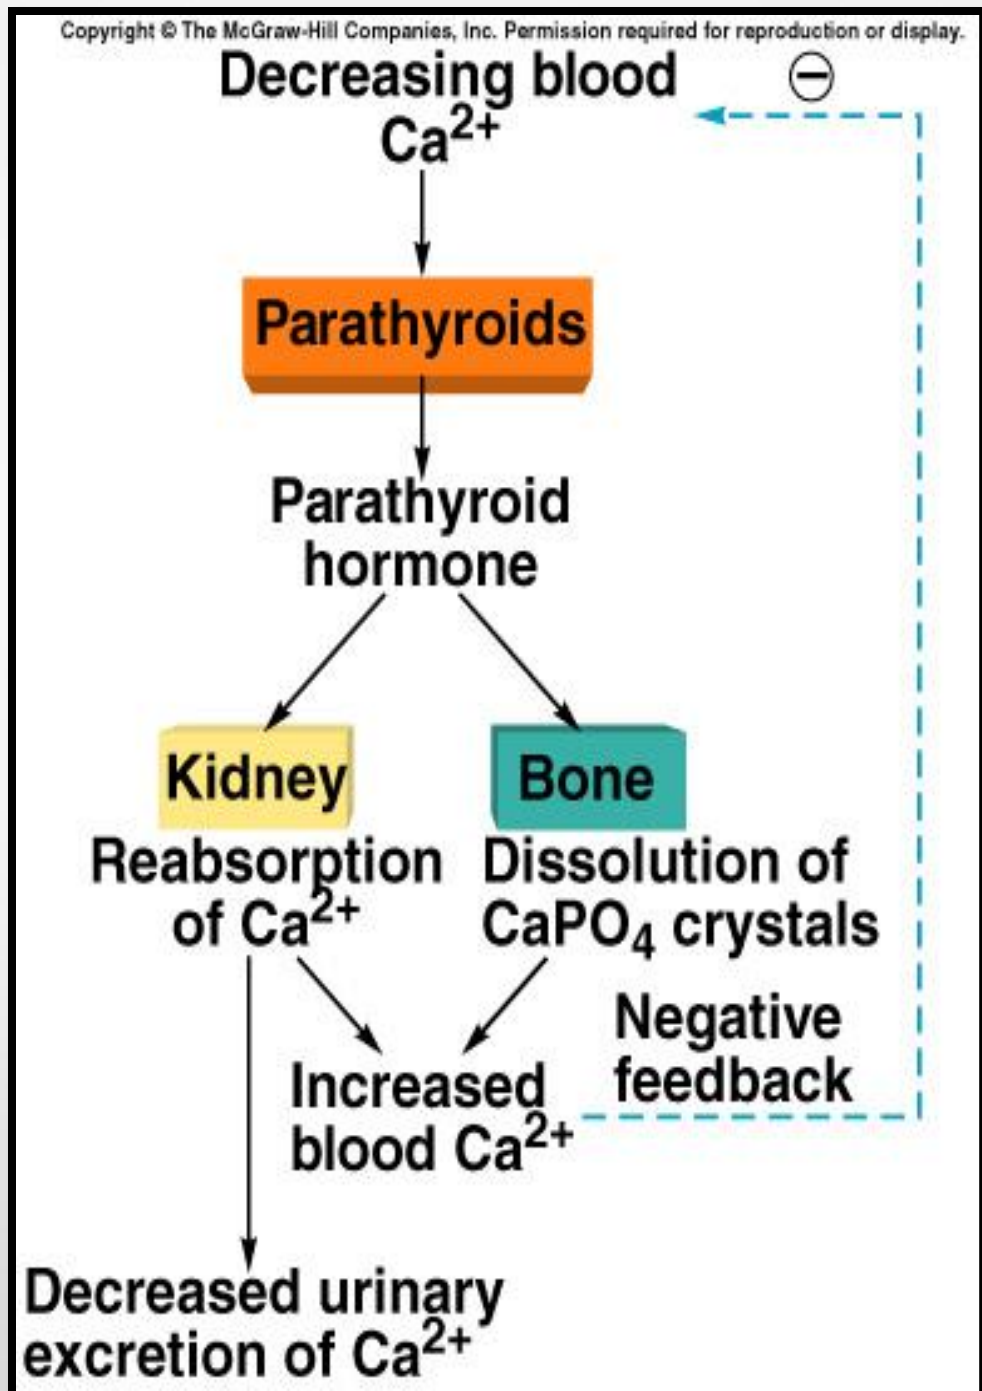 Copyright © The McGraw-Hill Companies, Inc. Permission required for reproduction or display.
Decreasing blood
Ca²⁺
⊖
Parathyroids
Parathyroid
hormone
Kidney
Reabsorption
of Ca²⁺
Bone
Dissolution of
CaPO₄ crystals
Negative
feedback
Increased
blood Ca²⁺
Decreased urinary
excretion of Ca²⁺